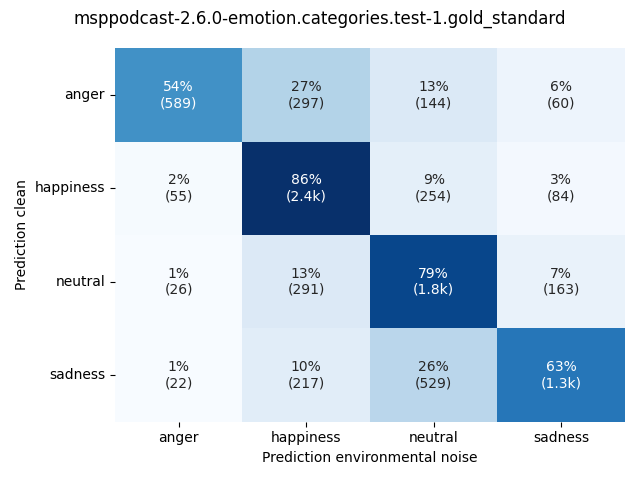 msppodcast-2.6.0-emotion.categories.test-1.gold_standard
Prediction clean
anger
54% 27% 13% 6%
(589) (297) (144) (60)
happiness
2% 86% 9% 3%
(55) (2.4k) (254) (84)
neutral
1% 13% 79% 7%
(26) (291) (1.8k) (163)
sadness
1% 10% 26% 63%
(22) (217) (529) (1.3k)
anger happiness neutral sadness
Prediction environmental noise